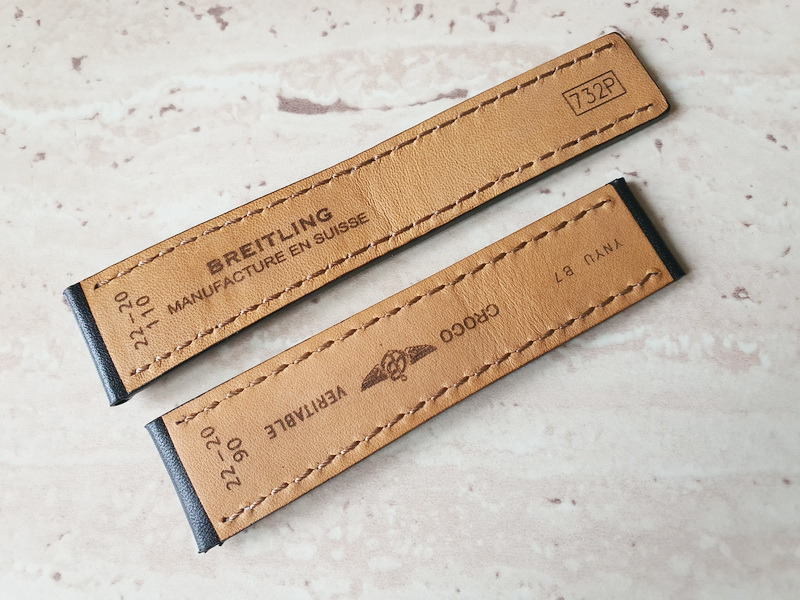 732P
BREITLING
MANUFACTURE EN SUISSE
22-20
110
YNYU B7
CROCO
VERITABLE
22-20
90